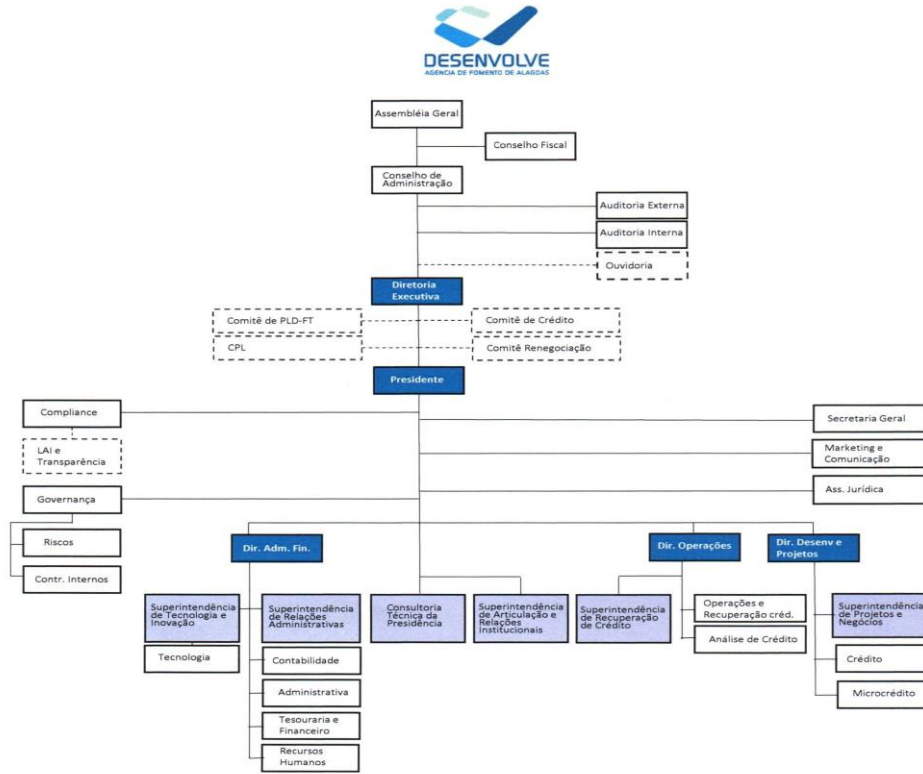 DESENVOLVE
AGÊNCIA DE FOMENTO DE ALAGOAS
Assembléia Geral
Conselho Fiscal
Conselho de
Administração
Auditoria Externa
Auditoria Interna
Ouvidoria
Diretoria
Executiva
Comitê de PLD-FT
Comitê de Crédito
CPL
Comitê Renegociação
Presidente
Compliance
Secretaria Geral
LAI e
Transparência
Marketing e
Comunicação
Governança
Ass. Jurídica
Riscos
Contr. Internos
Dir. Adm. Fin.
Dir. Operações
Dir. Desenv e
Projetos
Superintendência
de Tecnologia e
Inovação
Superintendência
de Relações
Administrativas
Consultoria
Técnica da
Presidência
Superintendência
de Articulação e
Relações
Institucionais
Superintendência
de Recuperação
de Crédito
Operações e
Recuperação créd.
Superintendência
de Projetos e
Negócios
Tecnologia
Contabilidade
Análise de Crédito
Crédito
Administrativa
Microcrédito
Tesouraria e
Financeiro
Recursos
Humanos